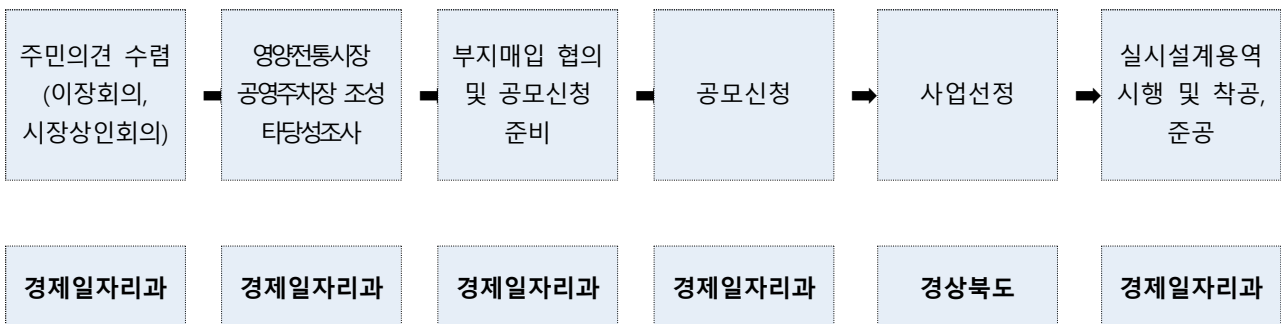 주민의견 수렴
(이장회의,
시장상인회의)
영양전통시장
공영주차장 조성
타당성조사
부지매입 협의
및 공모신청
준비
공모신청
사업선정
실시설계용역
시행 및 착공,
준공
경제일자리과
경제일자리과
경제일자리과
경제일자리과
경상북도
경제일자리과